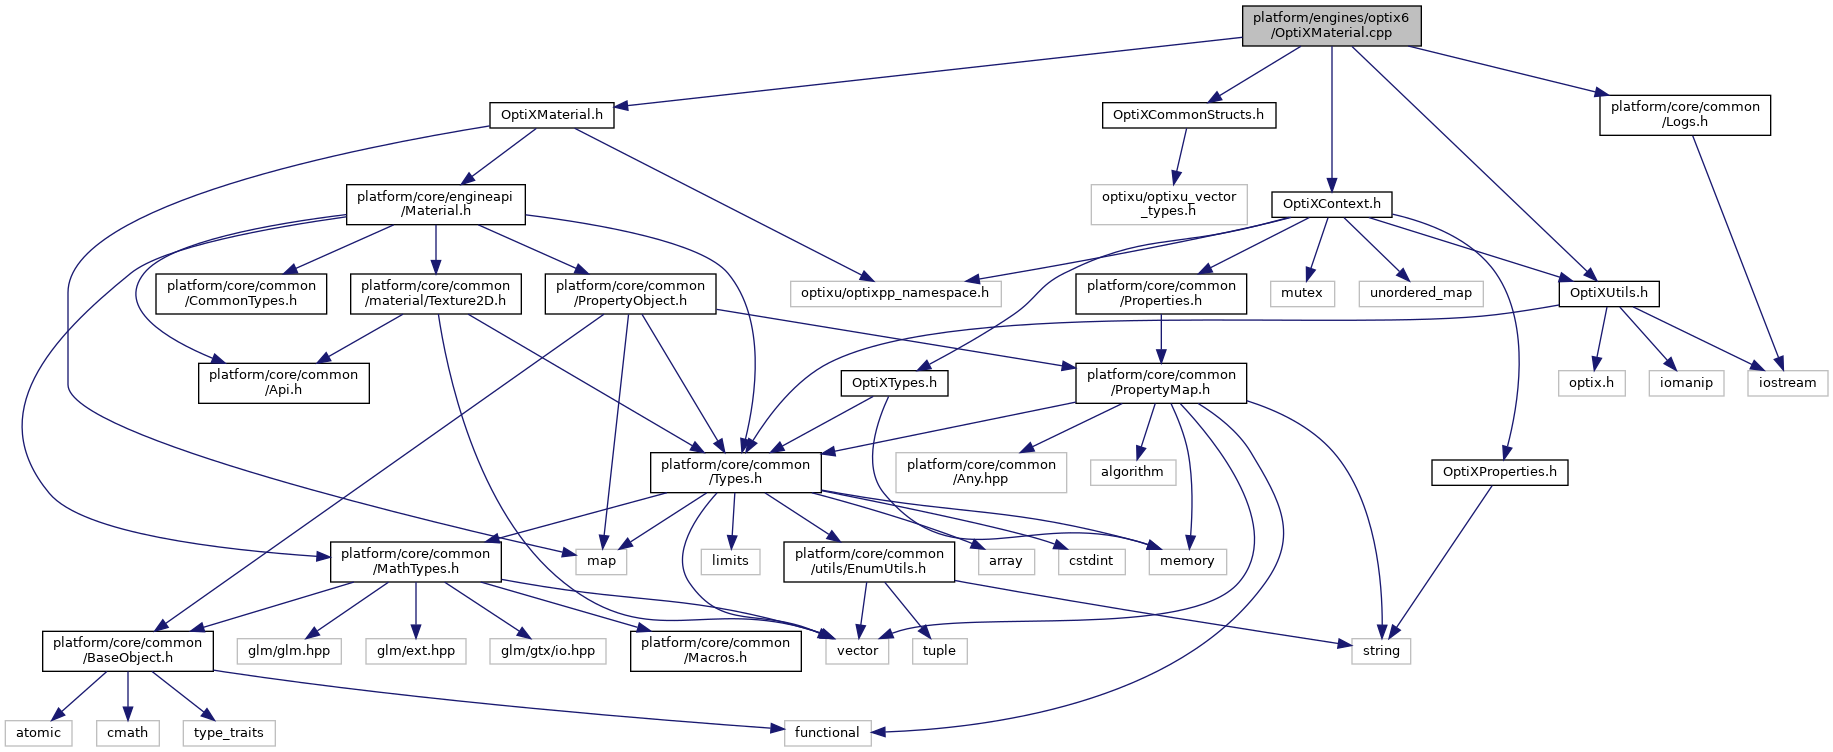 platform/engines/optix6
/OptiXMaterial.cpp
OptiXMaterial.h
OptiXCommonStructs.h
platform/core/common
/Logs.h
platform/core/engineapi
/Material.h
optixu/optixu_vector
_types.h
OptiXContext.h
platform/core/common
/CommonTypes.h
platform/core/common
/material/Texture2D.h
platform/core/common
/PropertyObject.h
optixu/optixpp_namespace.h
platform/core/common
/Properties.h
mutex
unordered_map
OptiXUtils.h
platform/core/common
/Api.h
OptiXTypes.h
platform/core/common
/PropertyMap.h
optix.h
iomanip
iostream
platform/core/common
/Types.h
platform/core/common
/Any.hpp
algorithm
OptiXProperties.h
platform/core/common
/MathTypes.h
map
limits
platform/core/common
/utils/EnumUtils.h
array
cstdint
memory
platform/core/common
/BaseObject.h
glm/glm.hpp
glm/ext.hpp
glm/gtx/io.hpp
platform/core/common
/Macros.h
vector
tuple
string
atomic
cmath
type_traits
functional